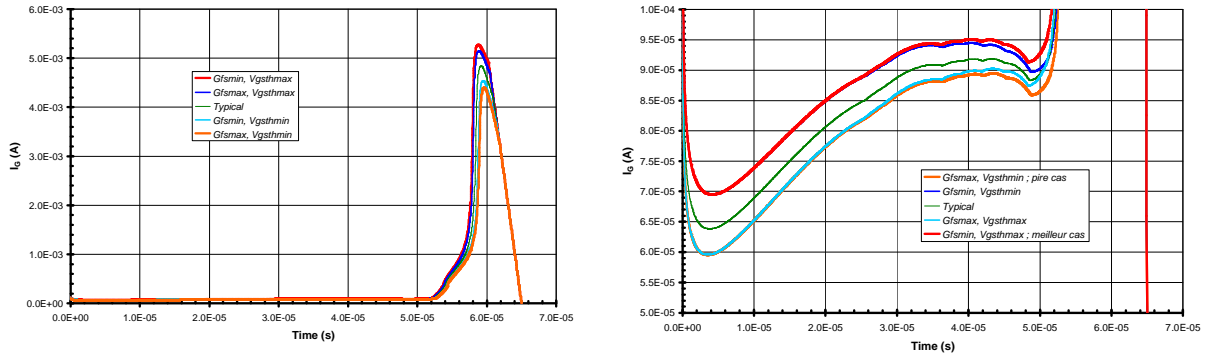 6.0E-03
5.0E-03
4.0E-03
3.0E-03
2.0E-03
1.0E-03
0.0E+00
I_G (A)
Gfsmin, Vgsthmax
Gfsmax, Vgsthmax
Typical
Gfsmin, Vgsthmin
Gfsmax, Vgsthmin
0.0E+00 1.0E-05 2.0E-05 3.0E-05 4.0E-05 5.0E-05 6.0E-05 7.0E-05
Time (s)
1.0E-04
9.5E-05
9.0E-05
8.5E-05
8.0E-05
7.5E-05
7.0E-05
6.5E-05
6.0E-05
5.5E-05
5.0E-05
I_G (A)
Gfsmax, Vgsthmin ; pire cas
Gfsmin, Vgsthmin
Typical
Gfsmax, Vgsthmax
Gfsmin, Vgsthmax ; meilleur cas
0.0E+00 1.0E-05 2.0E-05 3.0E-05 4.0E-05 5.0E-05 6.0E-05 7.0E-05
Time (s)